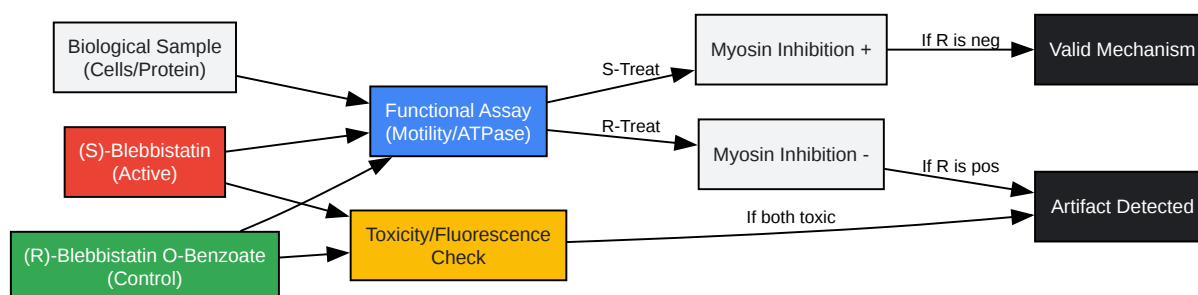 Biological Sample
(Cells/Protein)
(S)-Blebbistatin
(Active)
(R)-Blebbistatin O-Benzoate
(Control)
Functional Assay
(Motility/ATPase)
Toxicity/Fluorescence
Check
S-Treat
R-Treat
If both toxic
Myosin Inhibition +
Myosin Inhibition -
If R is neg
If R is pos
Valid Mechanism
Artifact Detected